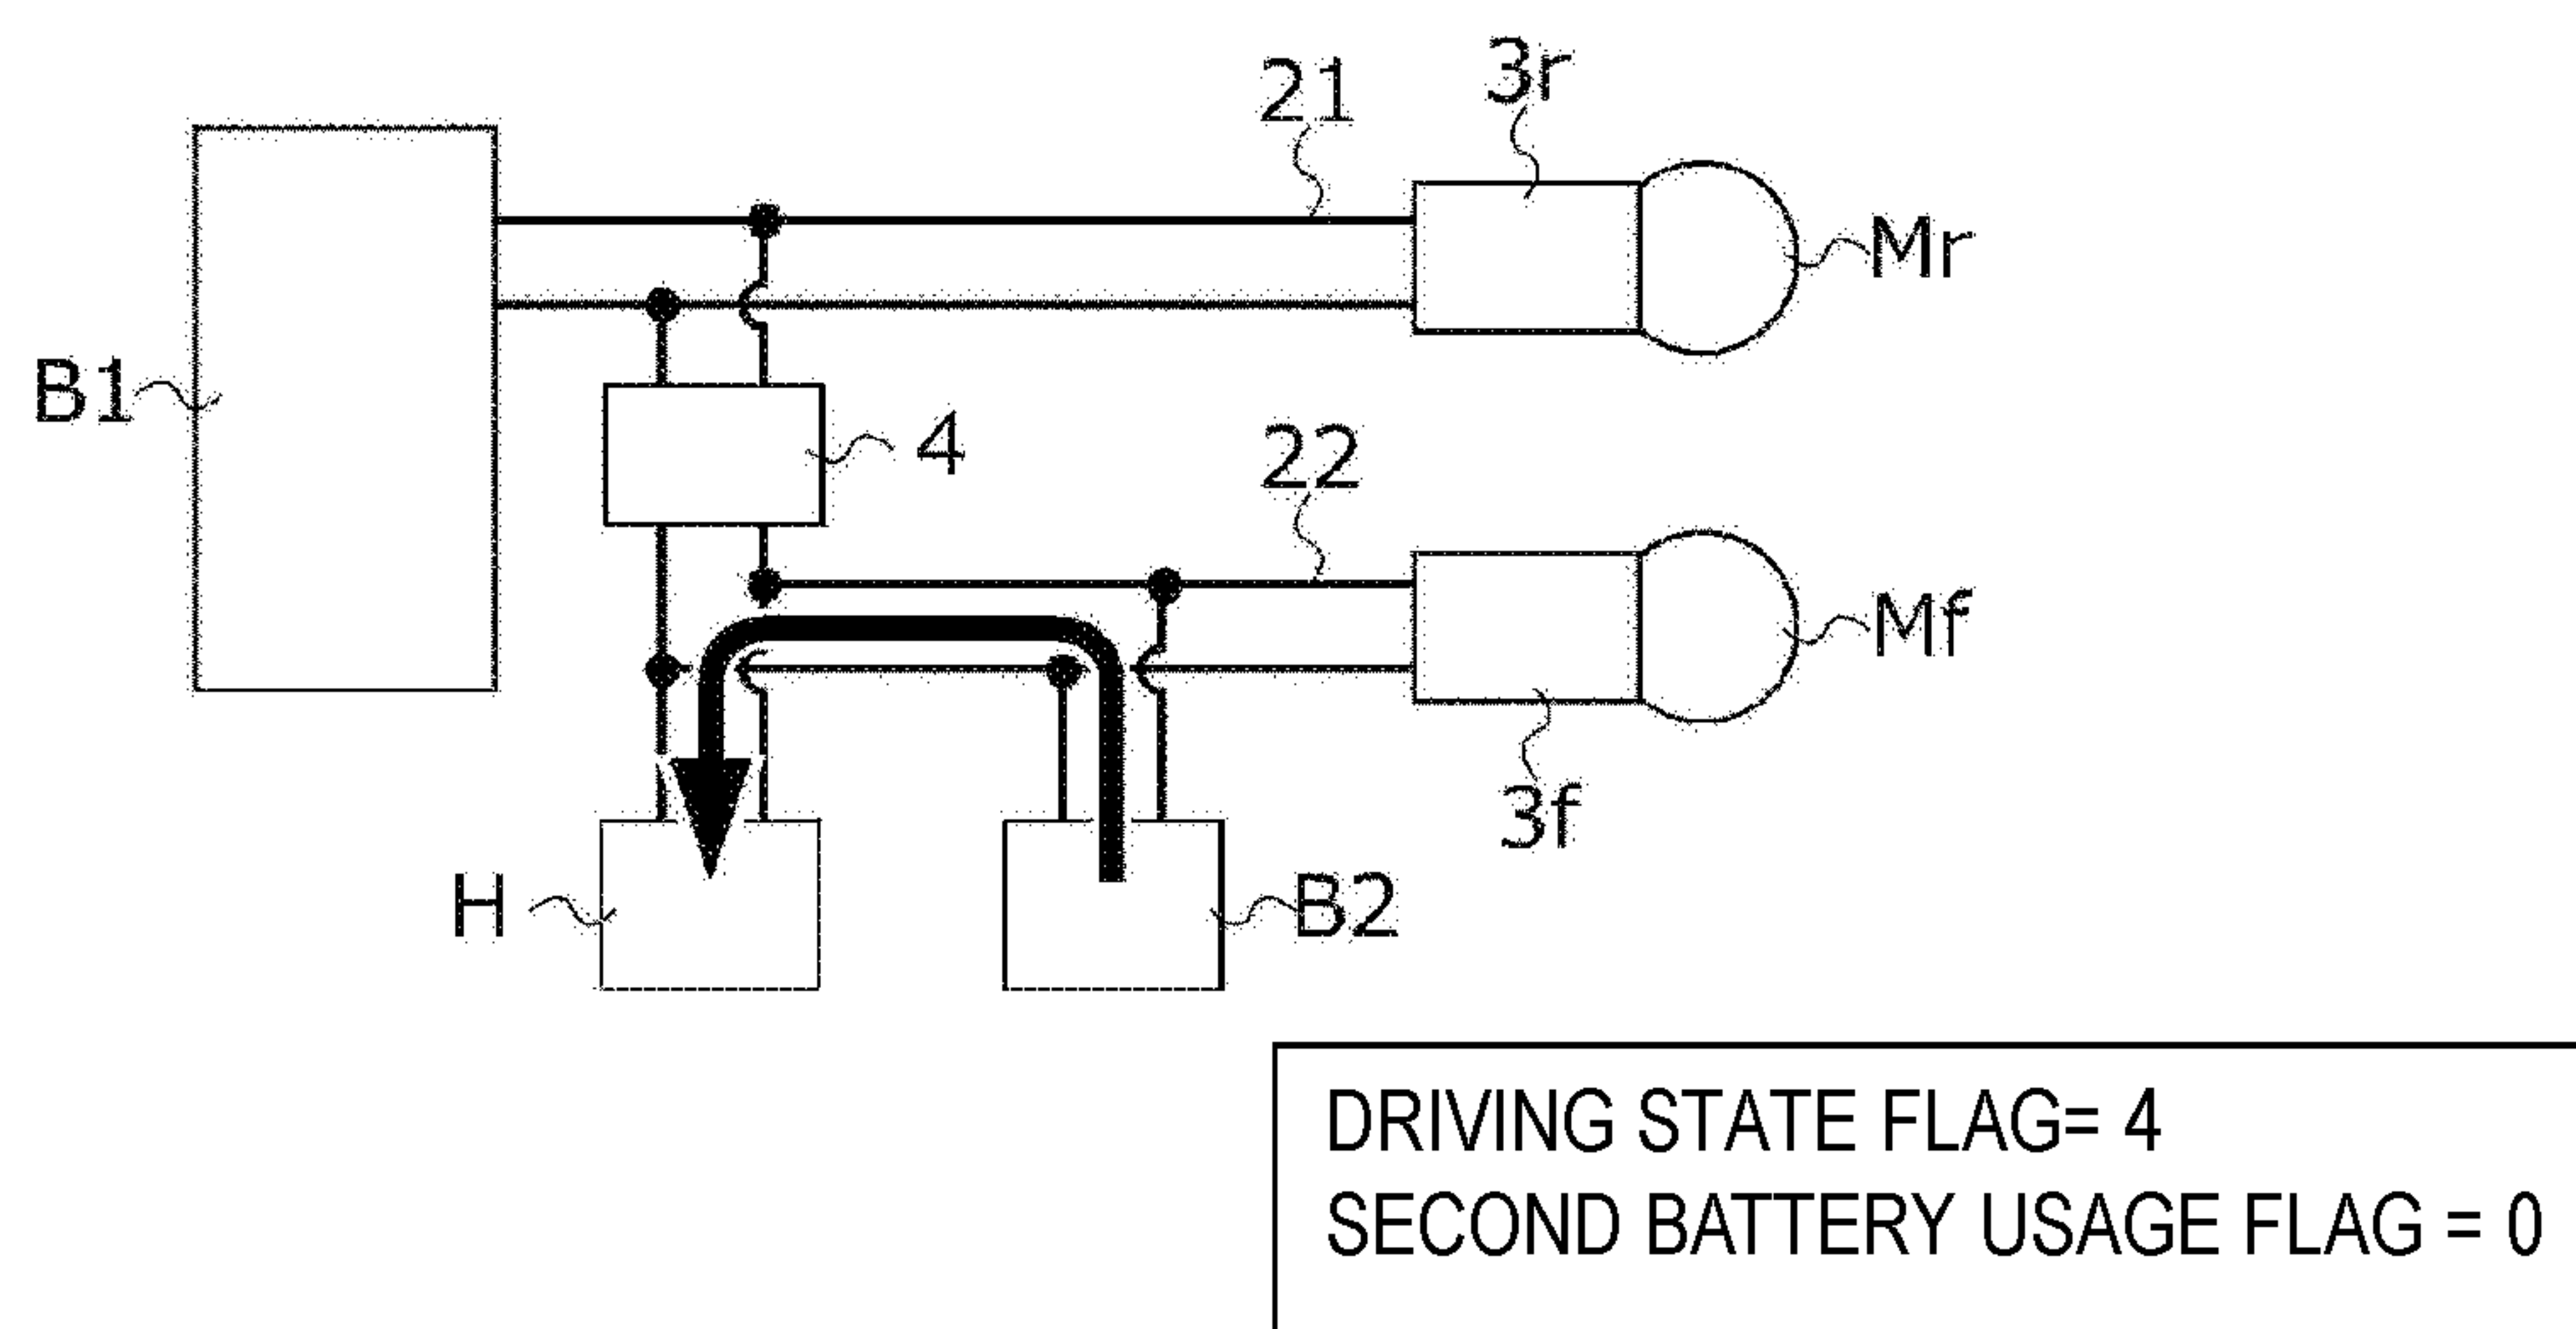 21
3r
Mr
B1
4
22
Mf
3f
H
B2
DRIVING STATE FLAG= 4
SECOND BATTERY USAGE FLAG = 0